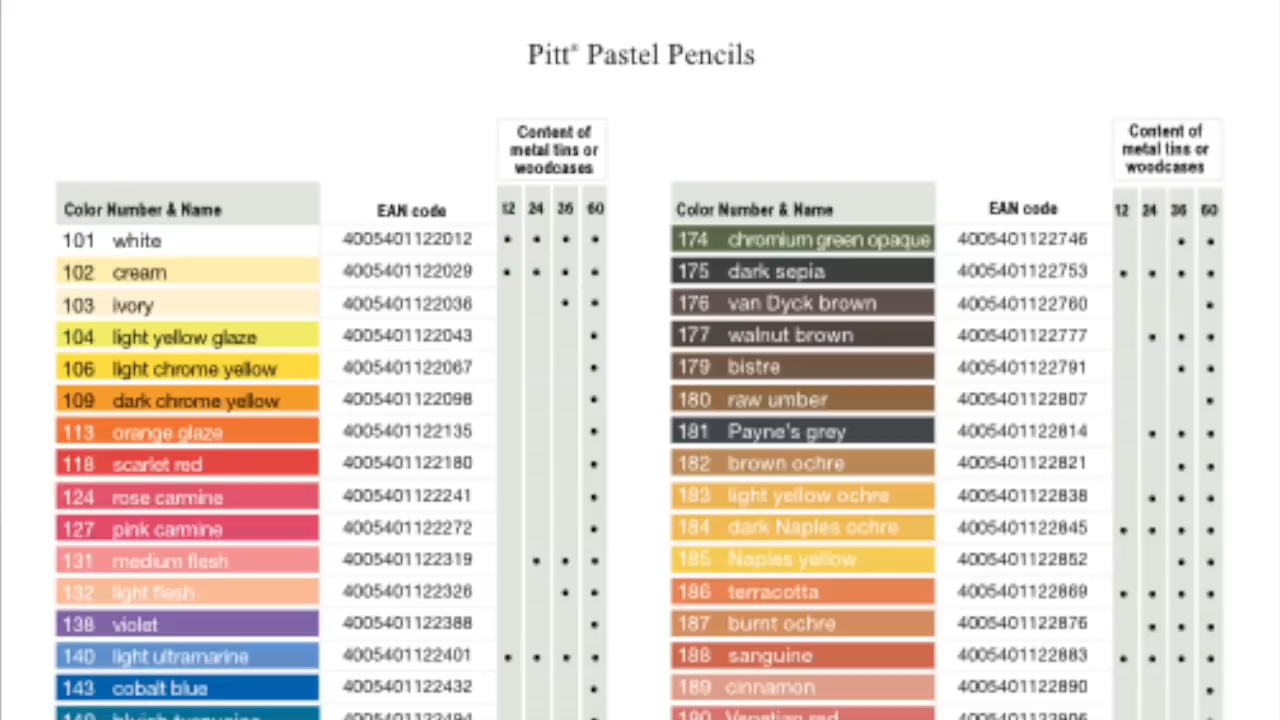 Pitt® Pastel Pencils
Content of
metal tins or
woodcases
Color Number & Name EAN code 12 24 36 60
101 white 4005401122012 • • • •
102 cream 4005401122029 • • • •
103 ivory 4005401122036 • •
104 light yellow glaze 4005401122043 •
106 light chrome yellow 4005401122067 •
109 dark chrome yellow 4005401122098 •
113 orange glaze 4005401122135 •
118 scarlet red 4005401122180 •
124 rose carmine 4005401122241 •
127 pink carmine 4005401122272 •
131 medium flesh 4005401122319 • • •
132 light flesh 4005401122326 • •
138 violet 4005401122388 •
140 light ultramarine 4005401122401 • • • •
143 cobalt blue 4005401122432 •
149 bluish turquoise 4005401122494 •
Content of
metal tins or
woodcases
Color Number & Name EAN code 12 24 36 60
174 chromium green opaque 4005401122746 • •
175 dark sepia 4005401122753 • • • •
176 van Dyck brown 4005401122760 •
177 walnut brown 4005401122777 • • •
179 bistre 4005401122791 • •
180 raw umber 4005401122807 •
181 Payne's grey 4005401122814 • • •
182 brown ochre 4005401122821 • •
183 light yellow ochre 4005401122838 • • •
184 dark Naples ochre 4005401122845 • • • •
185 Naples yellow 4005401122852 • •
186 terracotta 4005401122869 • • • •
187 burnt ochre 4005401122876 • • •
188 sanguine 4005401122883 • • • •
189 cinnamon 4005401122890 •
190 Venetian red